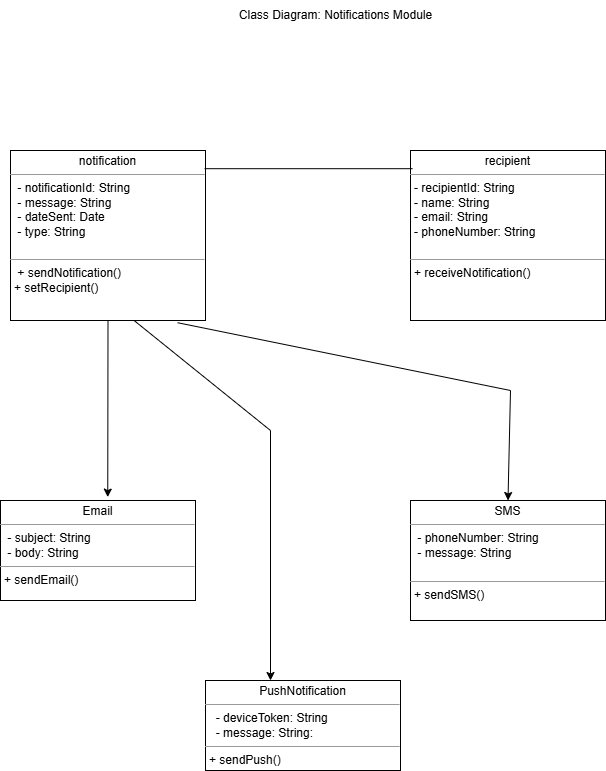 Class Diagram: Notifications Module
notification
- notificationId: String
- message: String
- dateSent: Date
- type: String
+ sendNotification()
+ setRecipient()
recipient
- recipientId: String
- name: String
- email: String
- phoneNumber: String
+ receiveNotification()
Email
- subject: String
- body: String
+ sendEmail()
SMS
- phoneNumber: String
- message: String
+ sendSMS()
PushNotification
- deviceToken: String
- message: String:
+ sendPush()